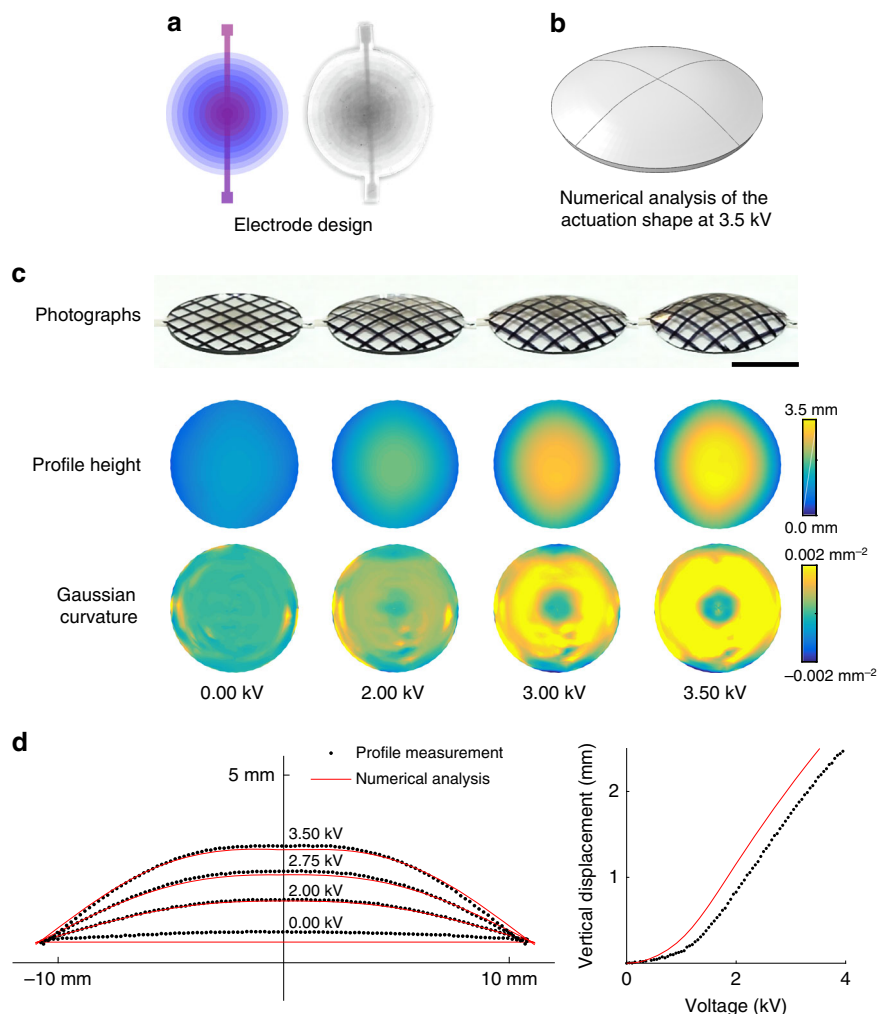 a
b
Electrode design
Numerical analysis of the
actuation shape at 3.5 kV
c
Photographs
Profile height
3.5 mm
0.0 mm
Gaussian
curvature
0.002 mm⁻²
−0.002 mm⁻²
0.00 kV
2.00 kV
3.00 kV
3.50 kV
d
Profile measurement
Numerical analysis
5 mm
3.50 kV
2.75 kV
2.00 kV
0.00 kV
−10 mm
10 mm
Vertical displacement (mm)
2
1
0
2
4
Voltage (kV)